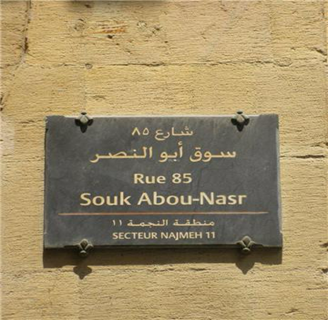 شارع ٨٥
سوق أبو النصر
Rue 85
Souk Abou-Nasr
منطقة النجمة ١١
SECTEUR NAJMEH 11